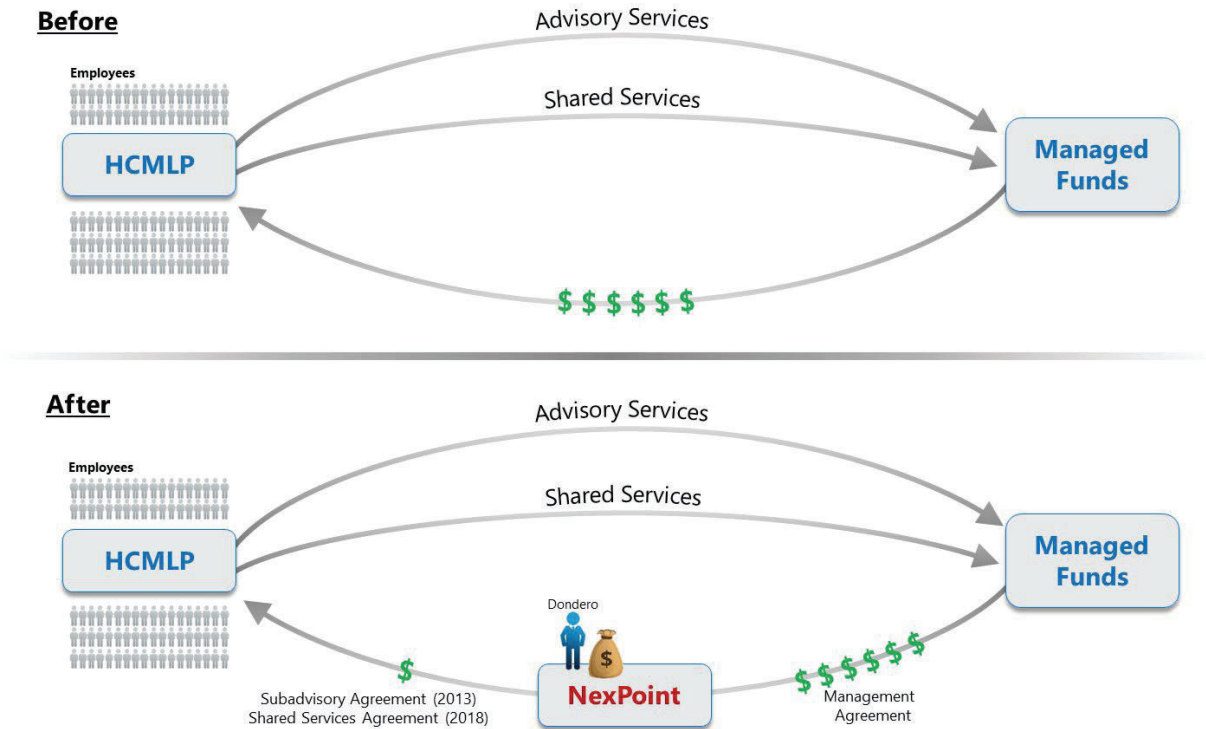 Before
Advisory Services
Employees
Shared Services
HCMLP
Managed
Funds
$ $ $ $ $ $
After
Advisory Services
Employees
Shared Services
HCMLP
Managed
Funds
Dondero
$
$
$ $ $ $ $ $
NexPoint
Subadvisory Agreement (2013)
Shared Services Agreement (2018)
Management
Agreement